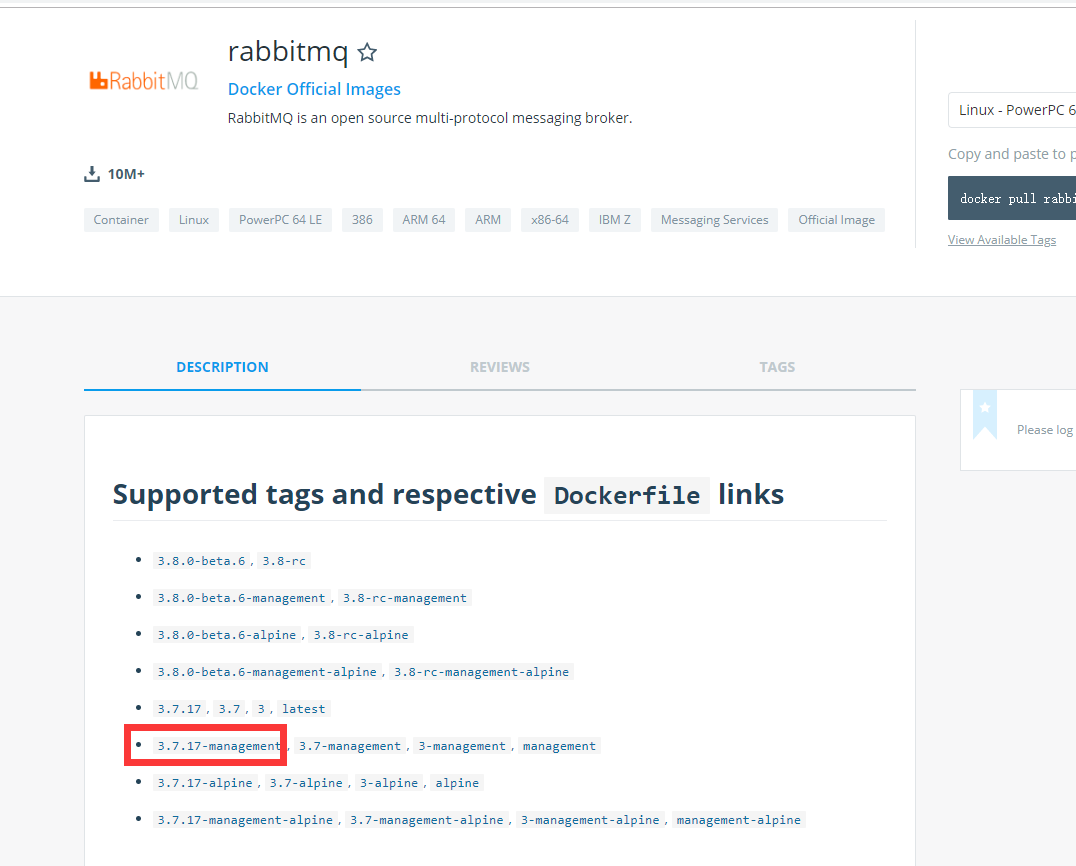 rabbitmq
RabbitMQ
Docker Official Images
RabbitMQ is an open source multi-protocol messaging broker.
10M+
Container Linux PowerPC 64 LE 386 ARM 64 ARM x86-64 IBM Z Messaging Services Official Image
Linux - PowerPC 6
Copy and paste to p
docker pull rabbi
View Available Tags
DESCRIPTION REVIEWS TAGS
Please log
Supported tags and respective Dockerfile links
3.8.0-beta.6, 3.8-rc
3.8.0-beta.6-management, 3.8-rc-management
3.8.0-beta.6-alpine, 3.8-rc-alpine
3.8.0-beta.6-management-alpine, 3.8-rc-management-alpine
3.7.17, 3.7, 3, latest
3.7.17-management, 3.7-management, 3-management, management
3.7.17-alpine, 3.7-alpine, 3-alpine, alpine
3.7.17-management-alpine, 3.7-management-alpine, 3-management-alpine, management-alpine